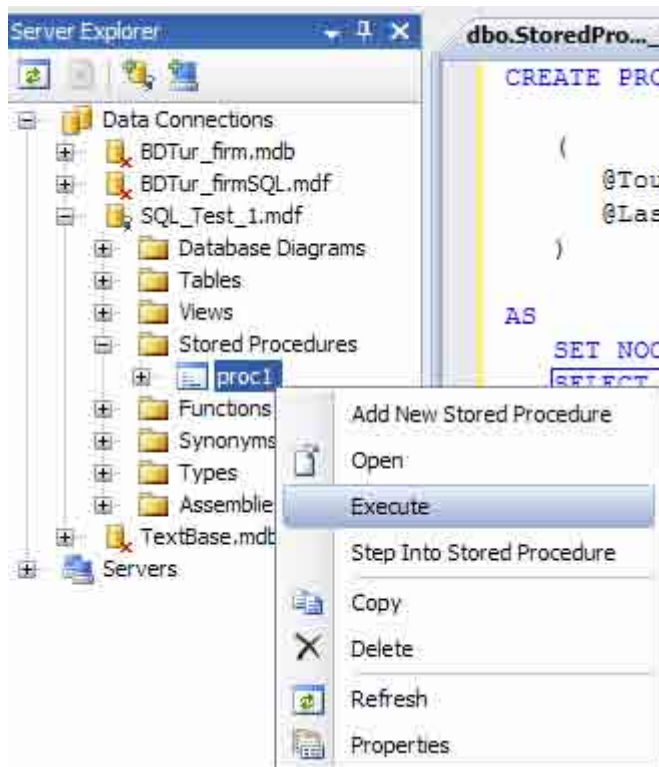 Server Explorer
Data Connections
BDTur_firm.mdb
BDTur_firmSQL.mdf
SQL_Test_1.mdf
Database Diagrams
Tables
Views
Stored Procedures
proc1
Functions
Synonyms
Types
Assemblie
TextBase.mdb
Servers
dbo.StoredPro..._
CREATE PRO
(
@Tou
@Las
)
AS
SET NOC
SELECT
Add New Stored Procedure
Open
Execute
Step Into Stored Procedure
Copy
Delete
Refresh
Properties